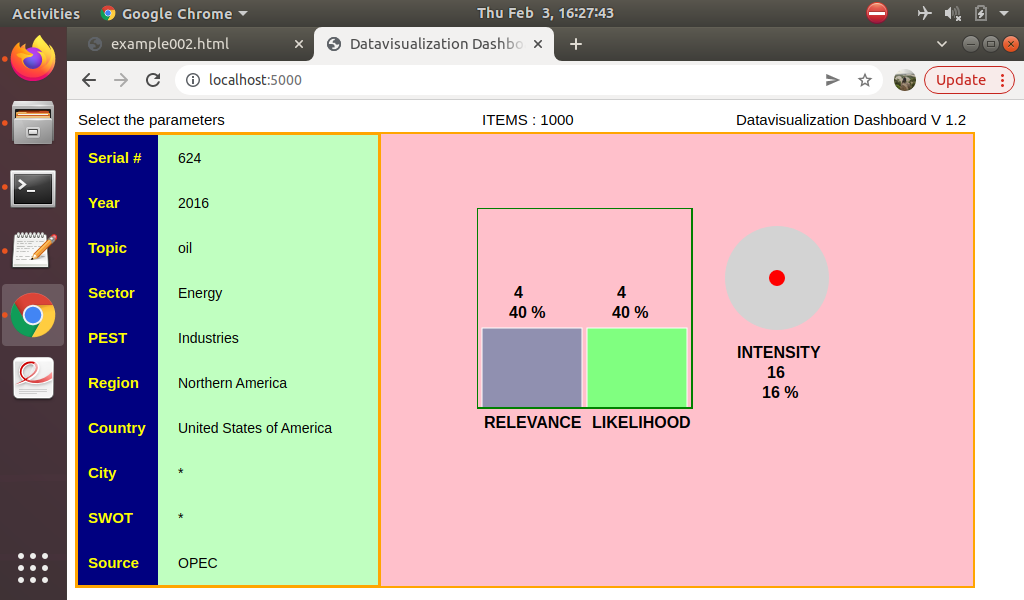 Activities Google Chrome Thu Feb 3, 16:27:43
example002.html Datavisualization Dashbo
localhost:5000 Update
Select the parameters ITEMS : 1000 Datavisualization Dashboard V 1.2
Serial # 624
Year 2016
Topic oil
Sector Energy
PEST Industries
Region Northern America
Country United States of America
City *
SWOT *
Source OPEC
4 4
40 % 40 %
RELEVANCE LIKELIHOOD
INTENSITY
16
16 %